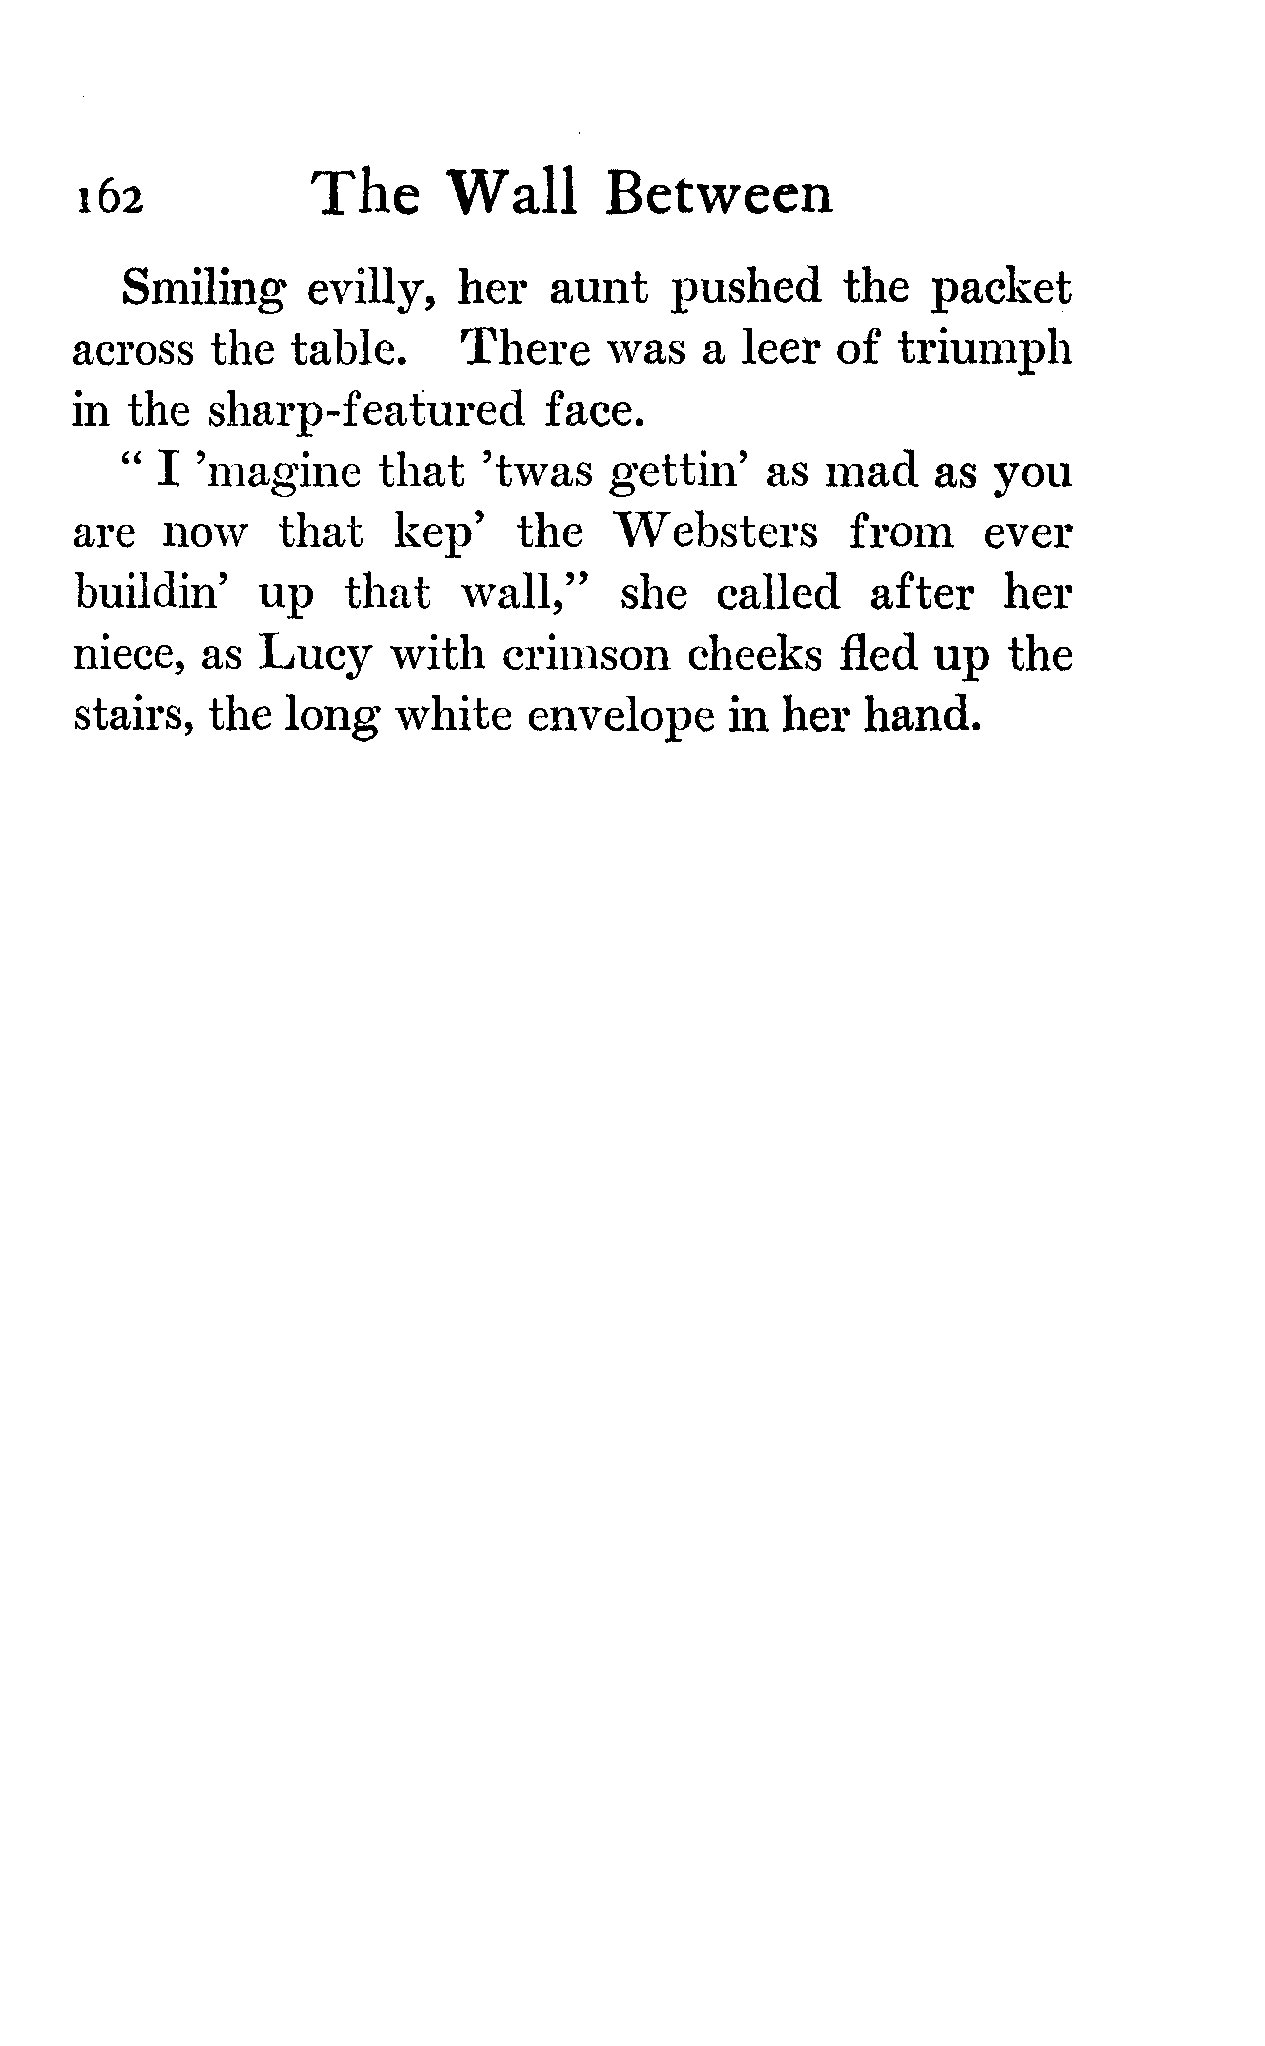 162 The Wall Between
Smiling evilly, her aunt pushed the packet
across the table. There was a leer of triumph
in the sharp-featured face.
“ I ’magine that ’twas gettin’ as mad as you
are now that kep’ the Websters from ever
buildin’ up that wall,” she called after her
niece, as Lucy with crimson cheeks fled up the
stairs, the long white envelope in her hand.